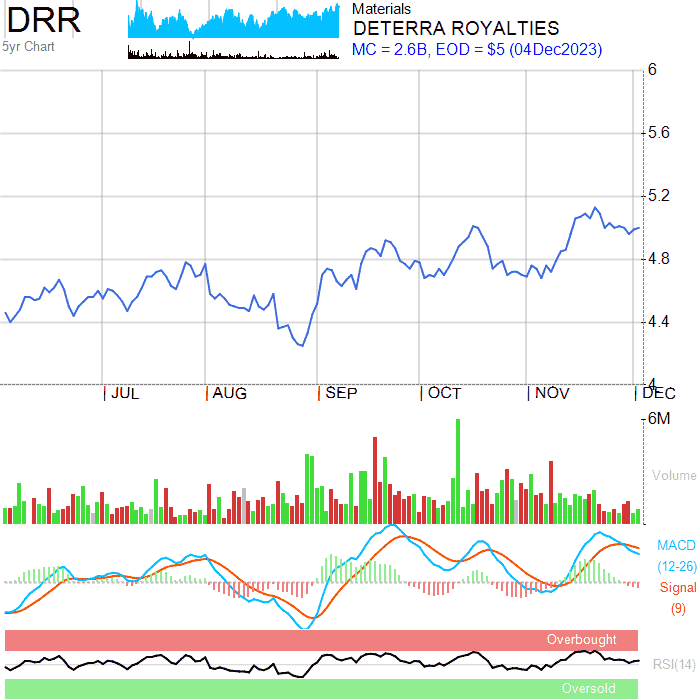 DRR
5yr Chart
Materials
DETERRA ROYALTIES
MC = 2.6B, EOD = $5 (04Dec2023)
6
5.6
5.2
4.8
4.4
4
JUL AUG SEP OCT NOV DEC
6M
Volume
MACD
(12-26)
Signal
(9)
Overbought
RSI(14)
Oversold